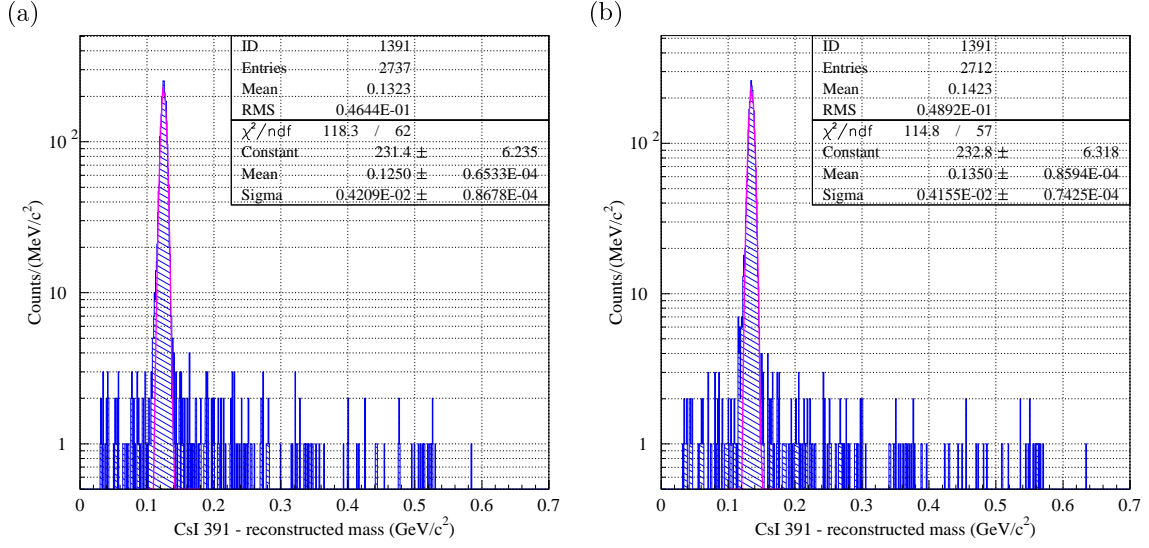 (a)
ID 1391
Entries 2737
Mean 0.1323
RMS 0.4644E-01
χ²/ndf 118.3 / 62
Constant 231.4 ± 6.235
Mean 0.1250 ± 0.6533E-04
Sigma 0.4209E-02 ± 0.8678E-04
Counts/(MeV/c²)
10²
10
1
0 0.1 0.2 0.3 0.4 0.5 0.6 0.7
CsI 391 - reconstructed mass (GeV/c²)
(b)
ID 1391
Entries 2712
Mean 0.1423
RMS 0.4892E-01
χ²/ndf 114.8 / 57
Constant 232.8 ± 6.318
Mean 0.1350 ± 0.8594E-04
Sigma 0.4155E-02 ± 0.7425E-04
Counts/(MeV/c²)
10²
10
1
0 0.1 0.2 0.3 0.4 0.5 0.6 0.7
CsI 391 - reconstructed mass (GeV/c²)